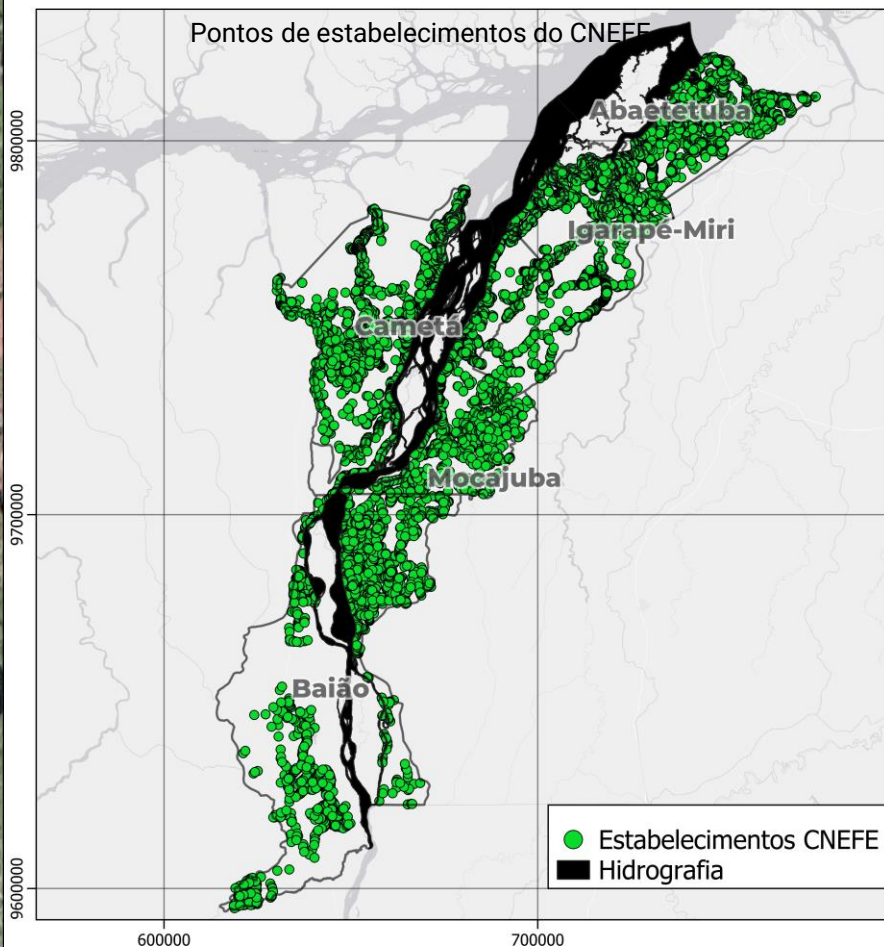 Pontos de estabelecimentos do CNEFE
Abaetetuba
9800000
Igarapé-Miri
Cametá
Mocajuba
9700000
Baião
Estabelecimentos CNEFE
Hidrografia
9600000
600000
700000